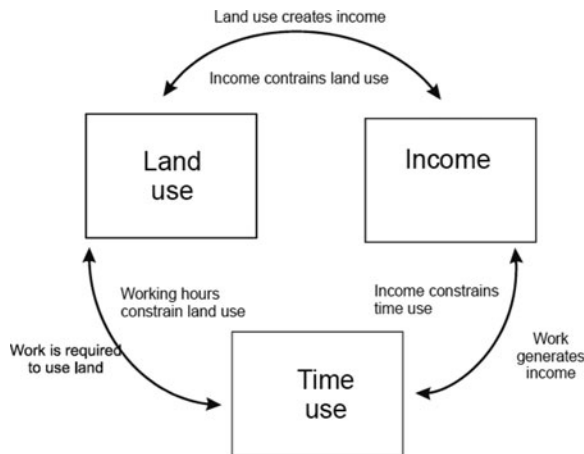 Land use creates income
Income contrains land use
Land
use
Income
Working hours
constrain land use
Income constrains
time use
Work is required
to use land
Work
generates
income
Time
use